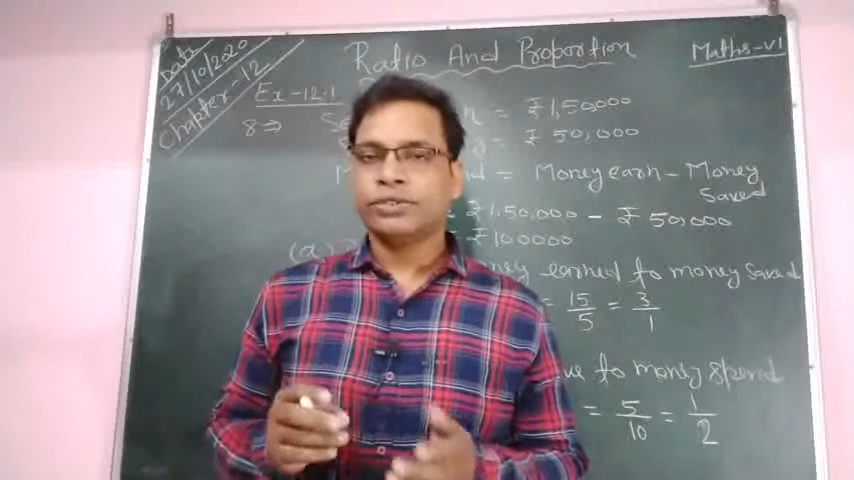 Date
27/10/2020
Chapter-12
Ratio And Proportion
Maths-VI
Ex-12.1
8⇒ = ₹1,50,000
₹ 50,000
= Money earn - Money
Saved
= ₹1,50,000 - ₹ 50,000
= ₹100000
(a) earned to money saved
= 15/5 = 3/1
to money spend
= 5/10 = 1/2